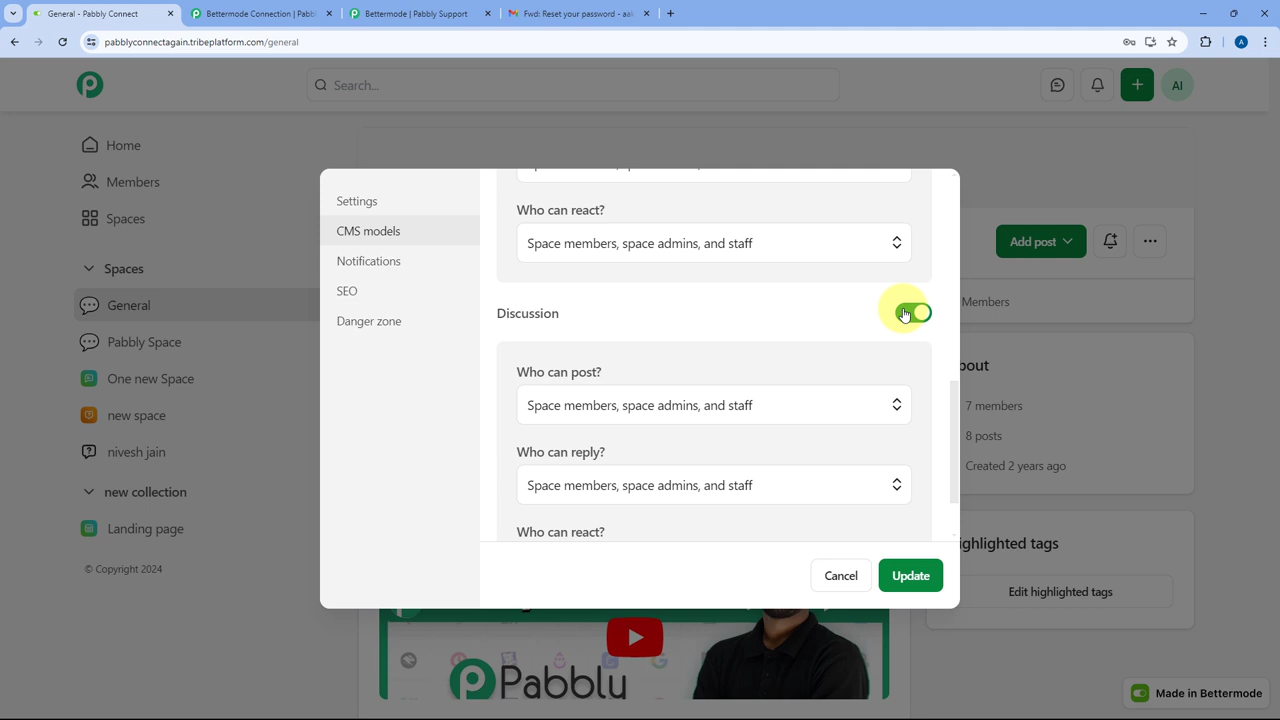 General - Pabbly Connect
Bettermode Connection | Pabb
Bettermode | Pabbly Support
Fwd: Reset your password - aak
pabblyconnectagain.tribeplatform.com/general
A
Search...
AI
Home
Members
Spaces
Spaces
General
Pabbly Space
One new Space
new space
nivesh jain
new collection
Landing page
© Copyright 2024
Settings
CMS models
Notifications
SEO
Danger zone
Who can react?
Space members, space admins, and staff
Discussion
Who can post?
Space members, space admins, and staff
Who can reply?
Space members, space admins, and staff
Who can react?
Cancel
Update
Add post
Members
bout
7 members
8 posts
Created 2 years ago
ighlighted tags
Edit highlighted tags
Pabblu
Made in Bettermode